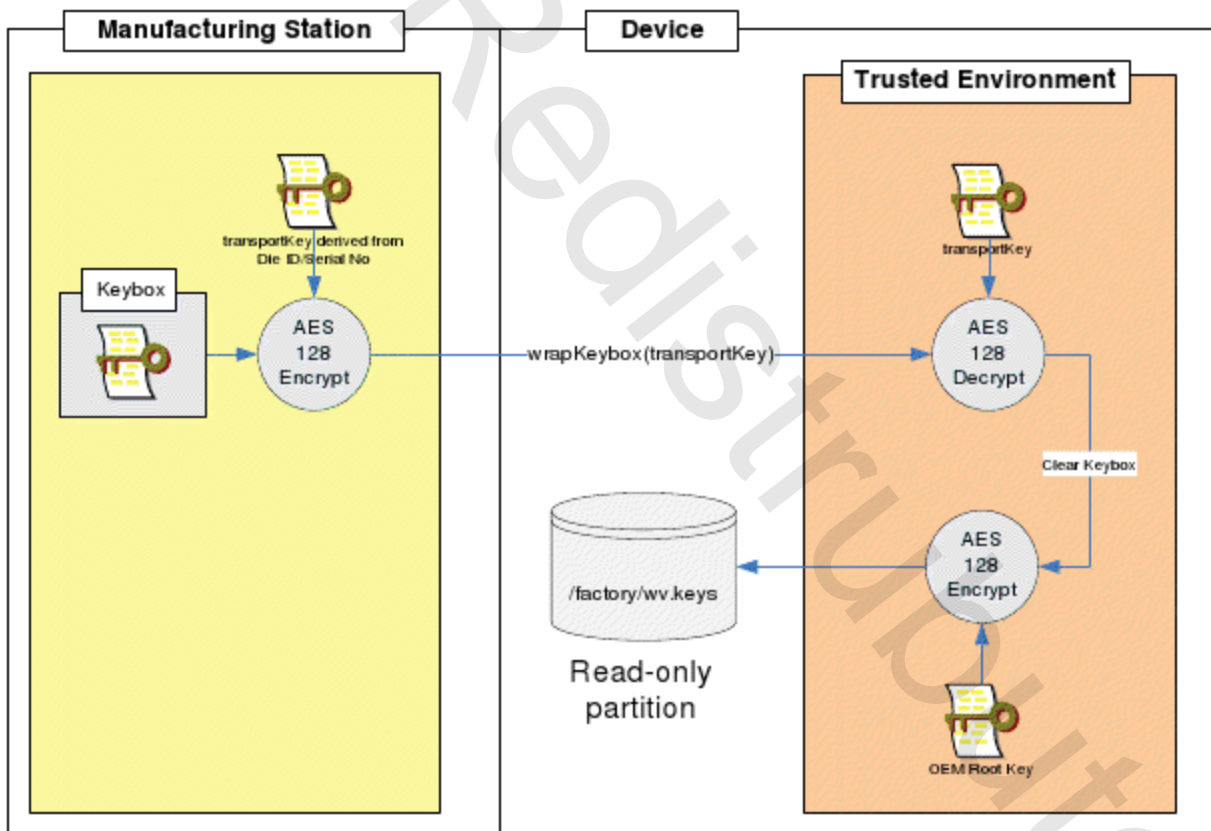 Manufacturing Station
Device
Trusted Environment
transportKey derived from
Die ID/Serial No
transportKey
Keybox
AES
128
Encrypt
wrapKeybox(transportKey)
AES
128
Decrypt
Clear Keybox
AES
128
Encrypt
/factory/wv.keys
Read-only
partition
OEM Root Key
Redistribut